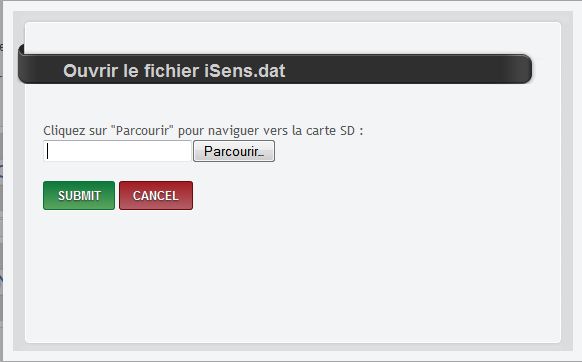 Ouvrir le fichier iSens.dat
Cliquez sur "Parcourir" pour naviguer vers la carte SD :
Parcourir...
SUBMIT CANCEL